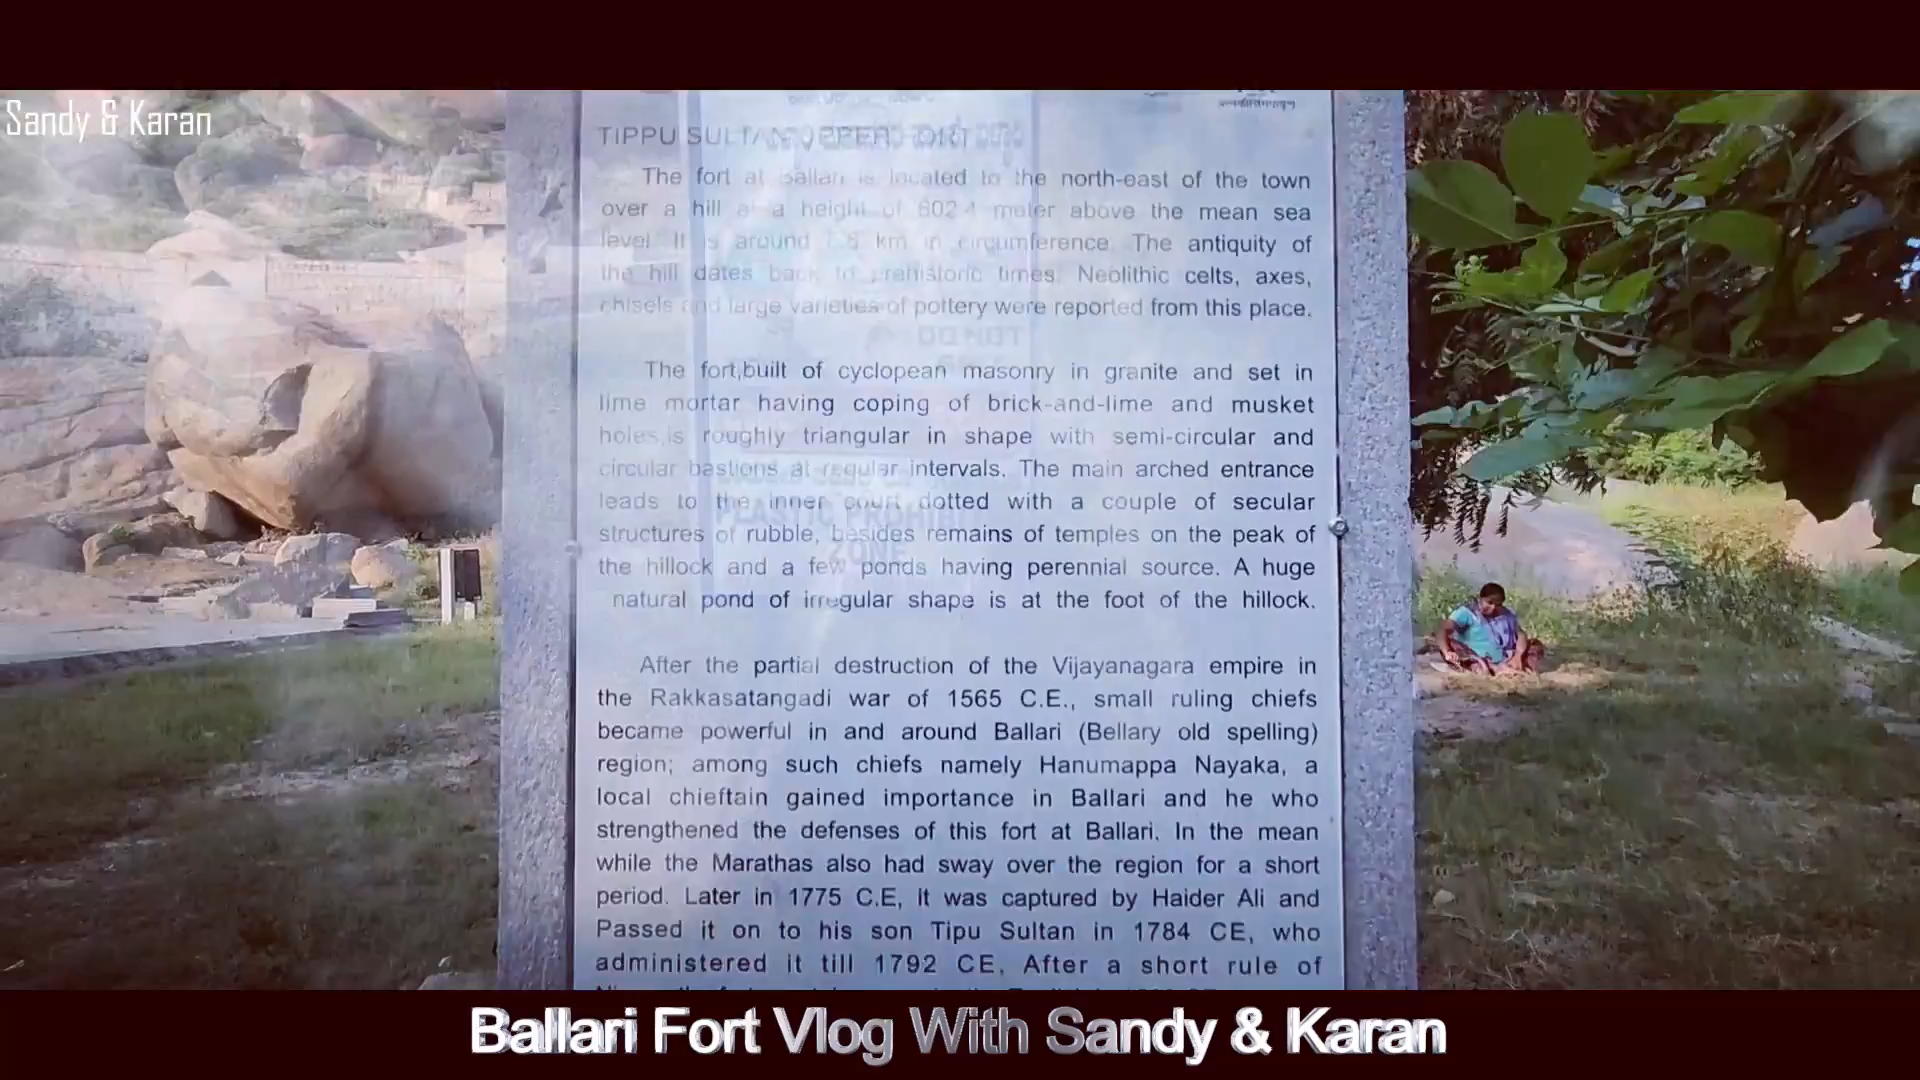 Sandy & Karan
TIPPU SULTAN UPPER FORT
The fort at Ballari is located to the north-east of the town
over a hill at a height of 602.4 meter above the mean sea
level. It is around km in circumference. The antiquity of
the hill dates back to prehistoric times. Neolithic celts, axes,
chisels and large varieties of pottery were reported from this place.
DO NOT
The fort,built of cyclopean masonry in granite and set in
lime mortar having coping of brick-and-lime and musket
holes,is roughly triangular in shape with semi-circular and
circular bastions at regular intervals. The main arched entrance
leads to the inner court dotted with a couple of secular
PLASTIC PROHIBITED
structures of rubble, besides remains of temples on the peak of
ZONE
the hillock and a few ponds having perennial source. A huge
natural pond of irregular shape is at the foot of the hillock.
After the partial destruction of the Vijayanagara empire in
the Rakkasatangadi war of 1565 C.E., small ruling chiefs
became powerful in and around Ballari (Bellary old spelling)
region; among such chiefs namely Hanumappa Nayaka, a
local chieftain gained importance in Ballari and he who
strengthened the defenses of this fort at Ballari. In the mean
while the Marathas also had sway over the region for a short
period. Later in 1775 C.E, it was captured by Haider Ali and
Passed it on to his son Tipu Sultan in 1784 CE, who
administered it till 1792 CE. After a short rule of
Ballari Fort Vlog With Sandy & Karan